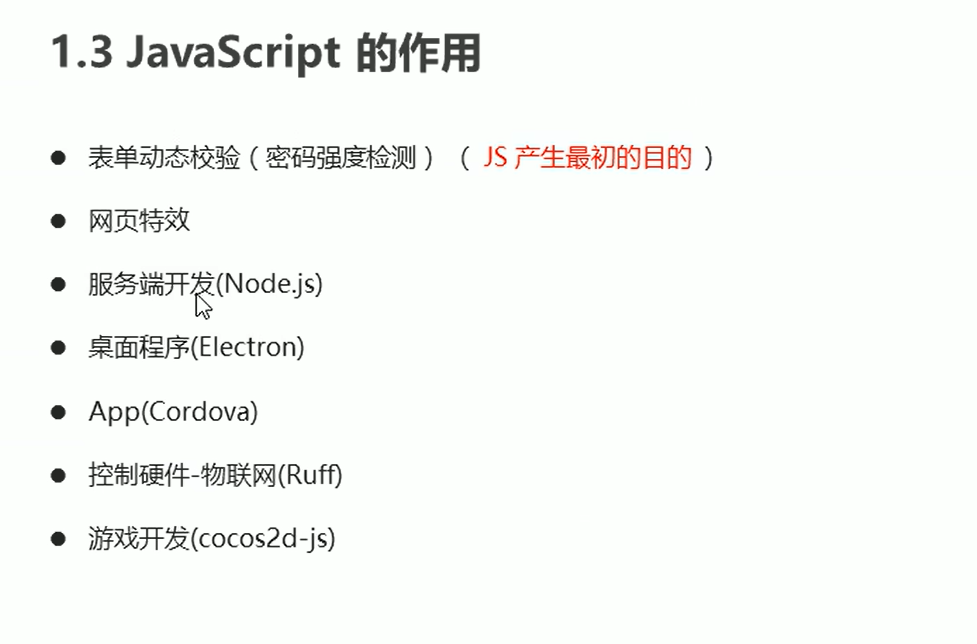 1.3 JavaScript 的作用
● 表单动态校验（密码强度检测）（ JS 产生最初的目的 ）
● 网页特效
● 服务端开发(Node.js)
● 桌面程序(Electron)
● App(Cordova)
● 控制硬件-物联网(Ruff)
● 游戏开发(cocos2d-js)